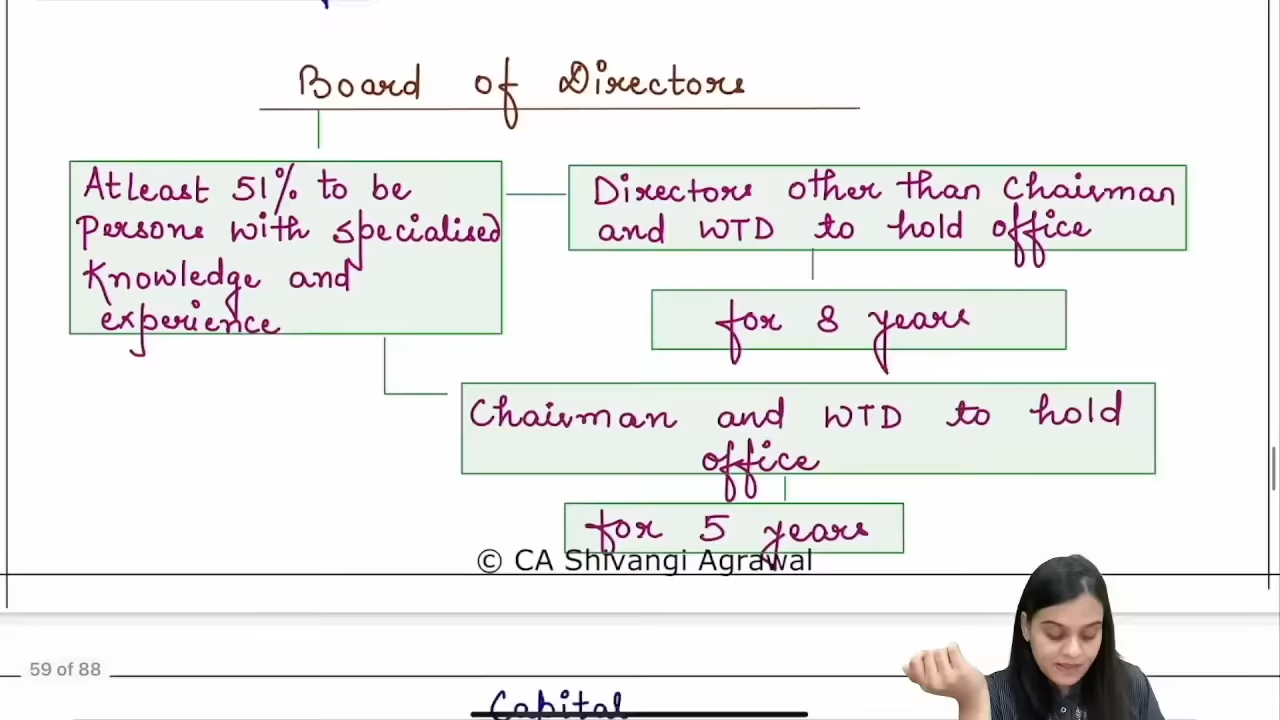 Board of Directors
Atleast 51% to be
persons with specialised
Knowledge and
experience
Directors other than Chairman
and WTD to hold office
for 8 years
Chairman and WTD to hold
office
for 5 years
© CA Shivangi Agrawal
59 of 88
Capital